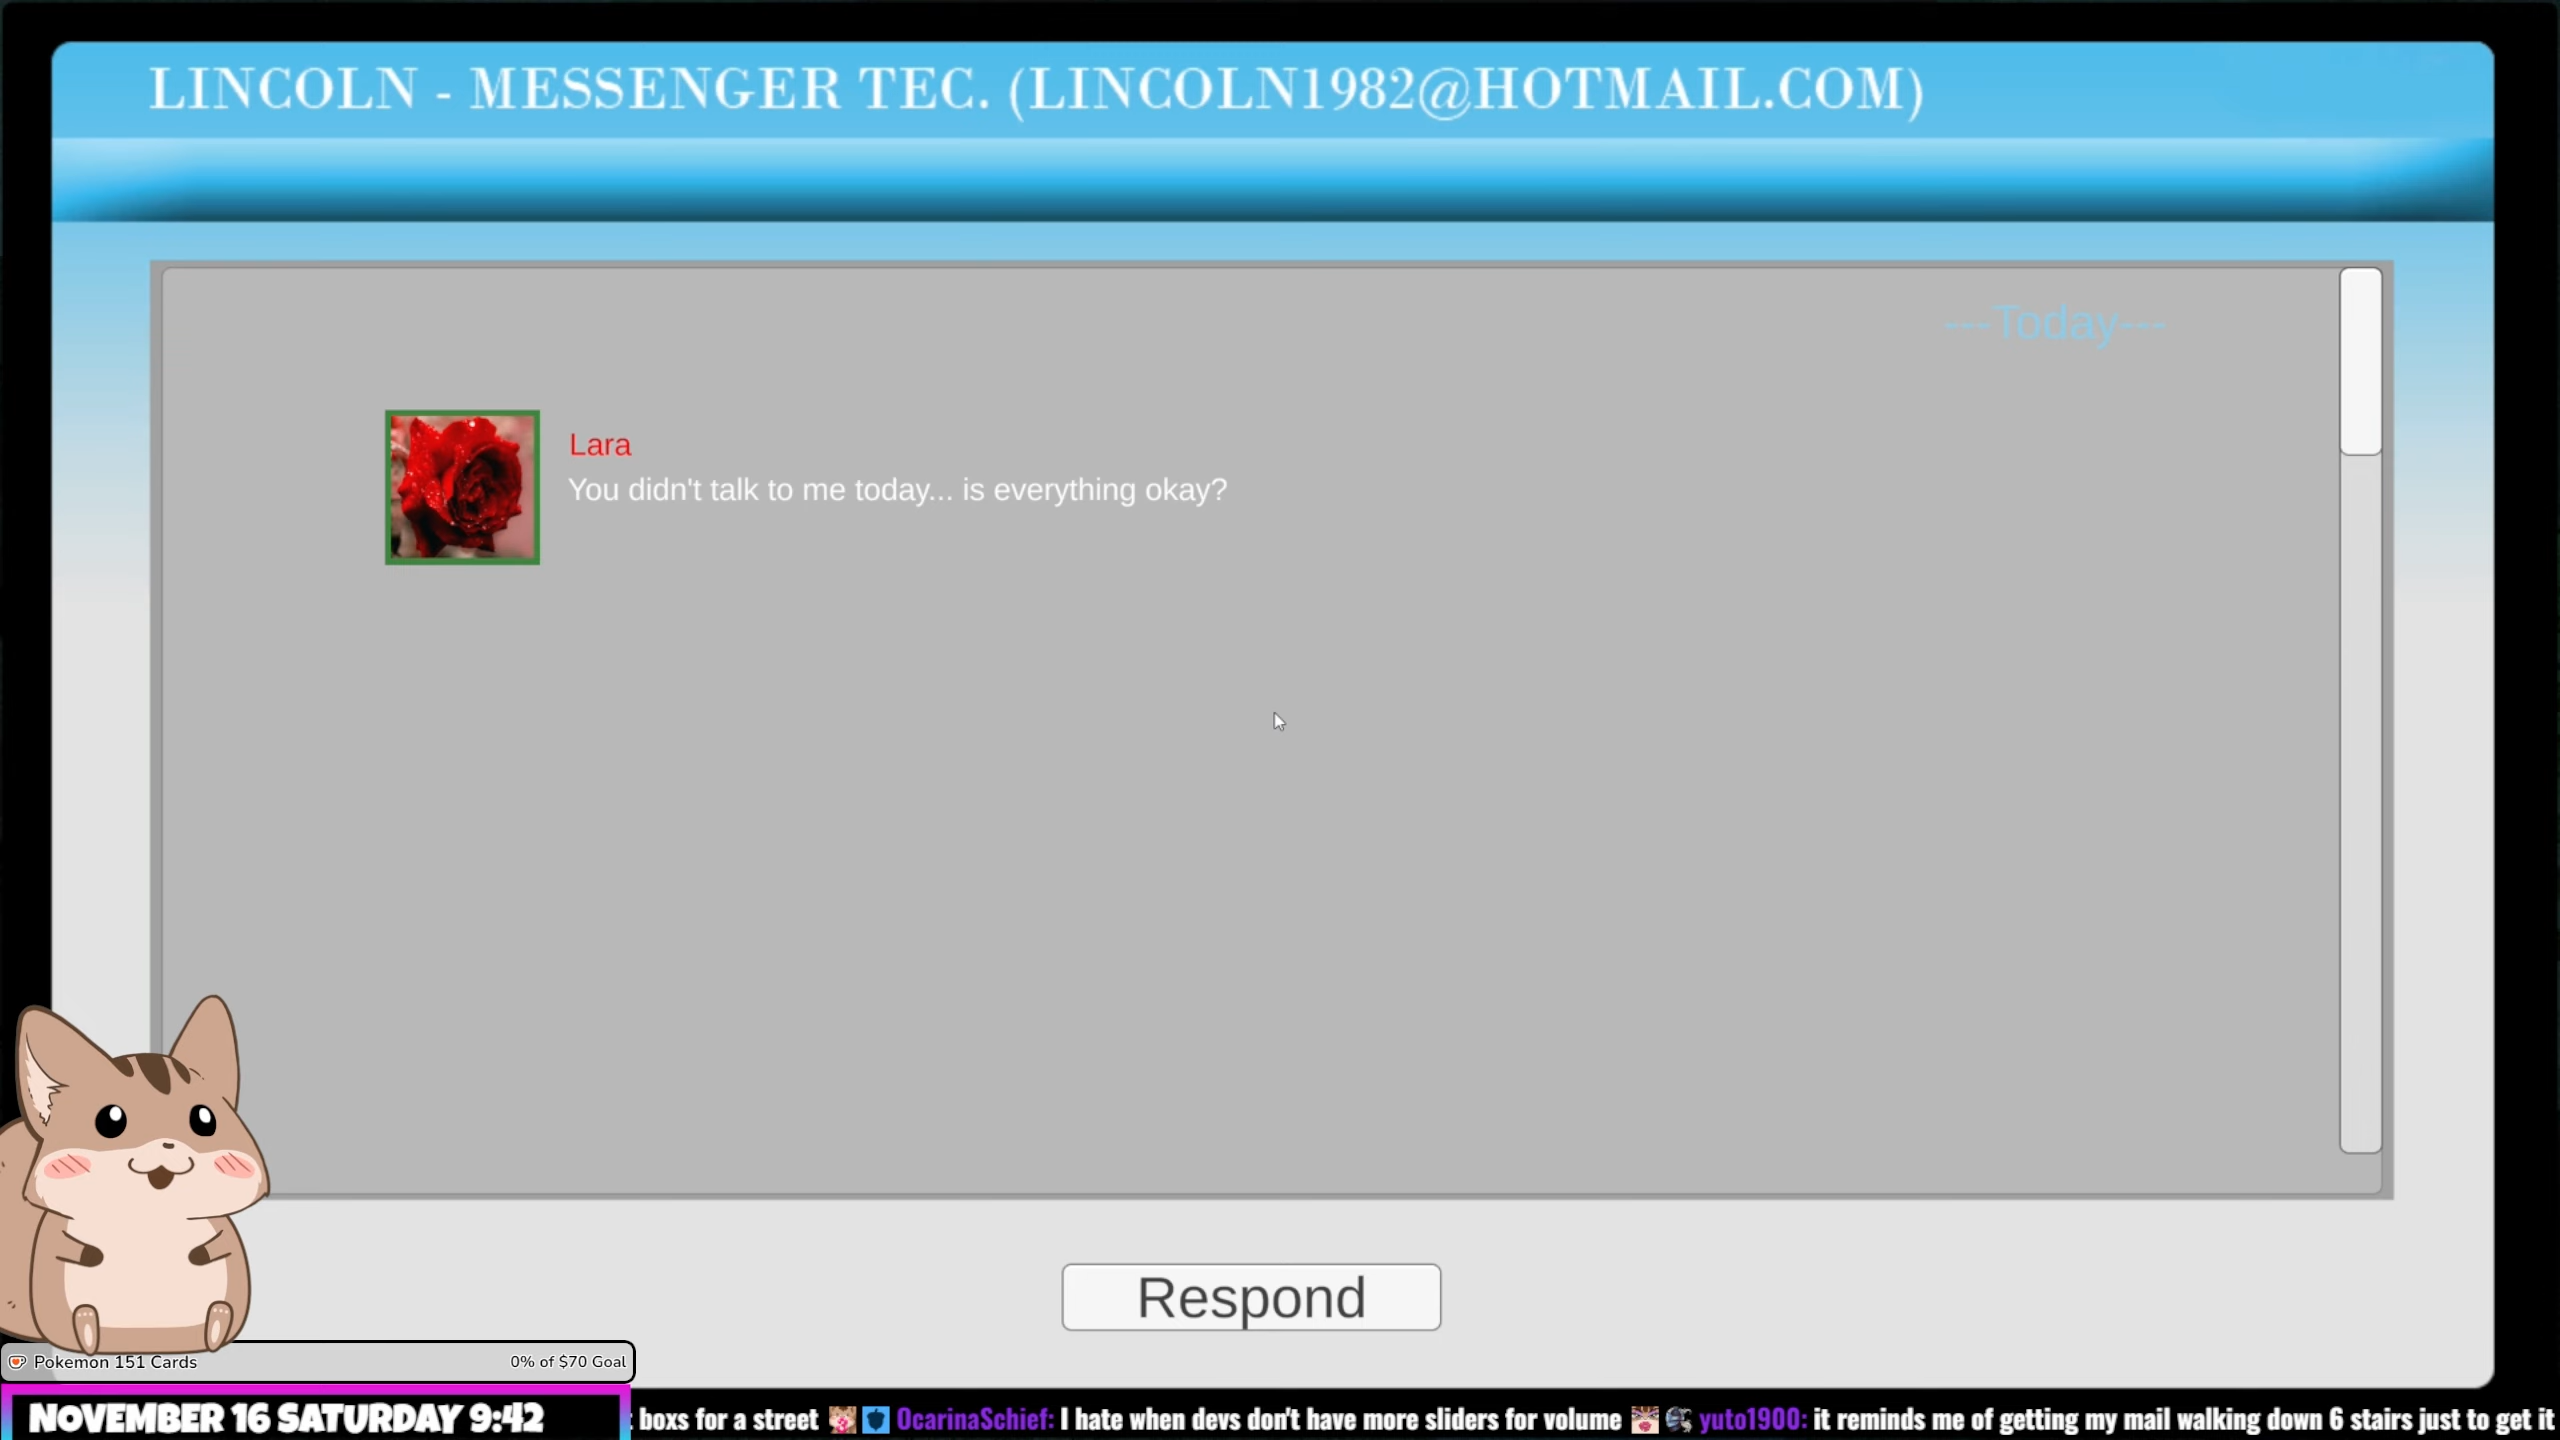 LINCOLN - MESSENGER TEC. (LINCOLN1982@HOTMAIL.COM)
---Today---
Lara
You didn't talk to me today... is everything okay?
Respond
Pokemon 151 Cards 0% of $70 Goal
NOVEMBER 16 SATURDAY 9:42 boxs for a street OcarinaSchief: I hate when devs don't have more sliders for volume yuto1900: it reminds me of getting my mail walking down 6 stairs just to get it